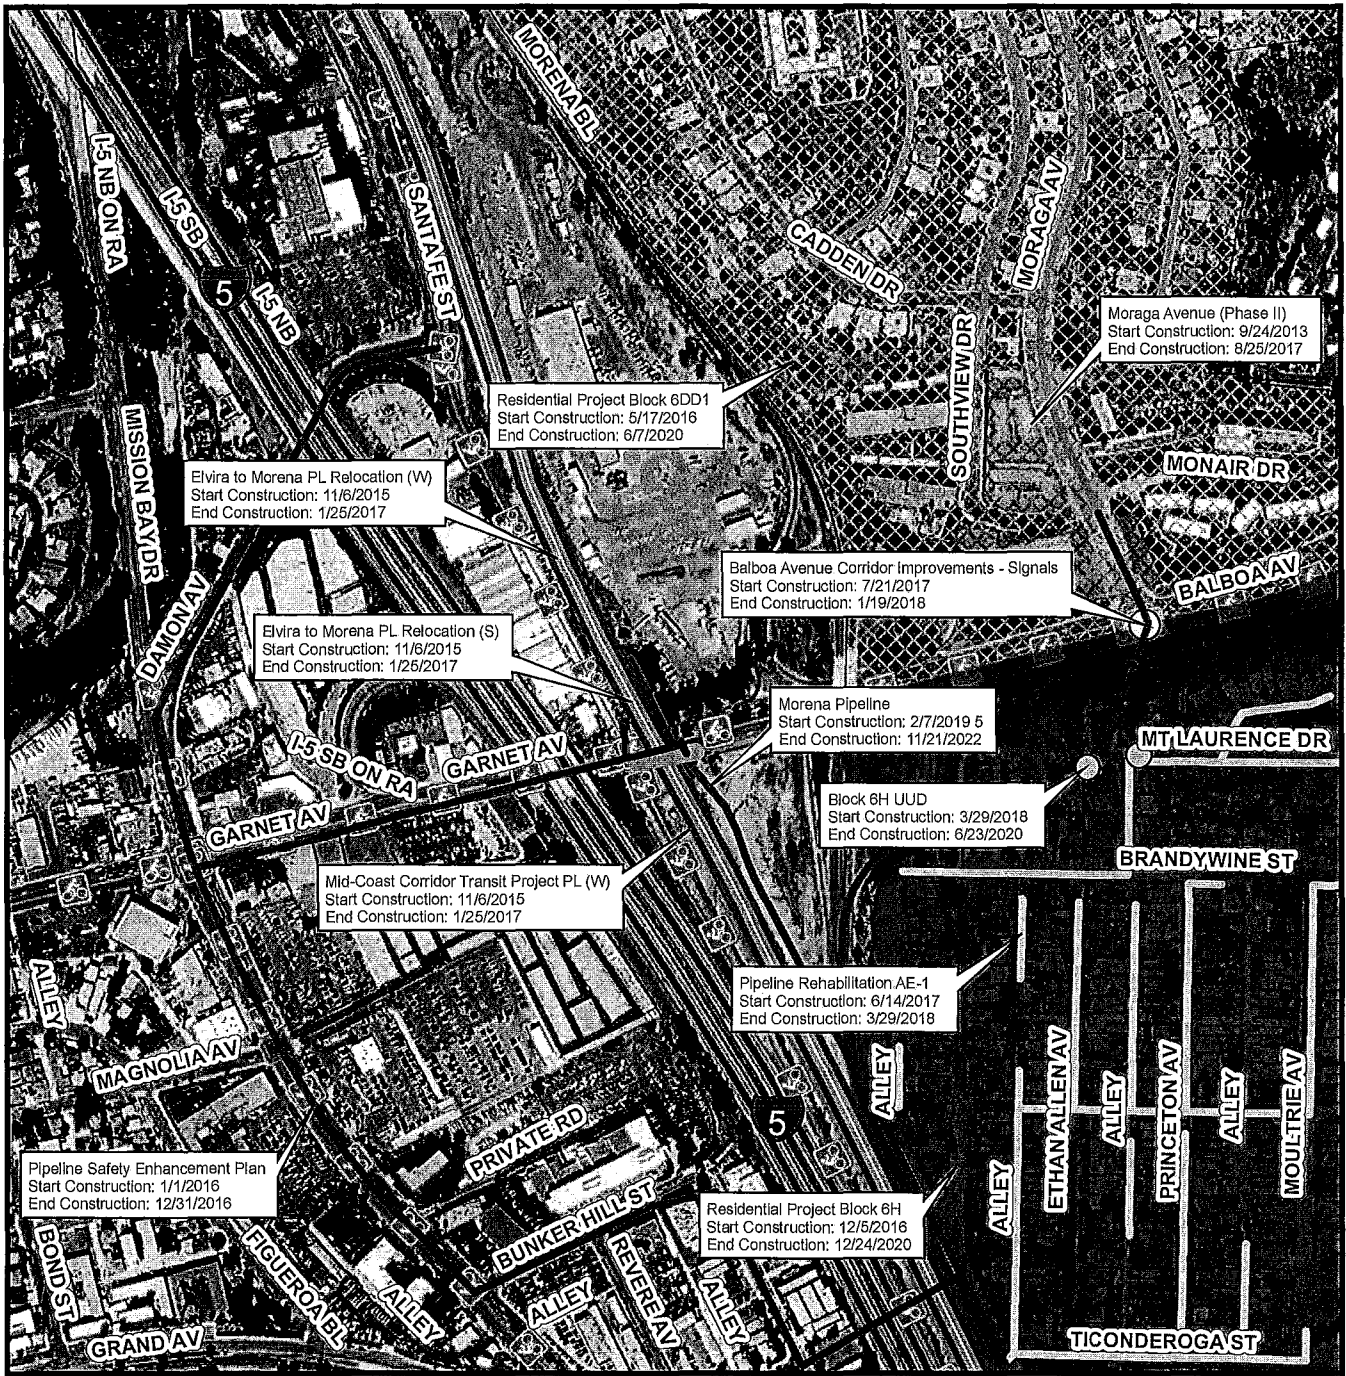 MORENA BL
I-5 NB ON RA
I-5 SB
5
I-5 NB
SANTA FE ST
CADDEN DR
MORAGA AV
SOUTHVIEW DR
Moraga Avenue (Phase II)
Start Construction: 9/24/2013
End Construction: 8/25/2017
Residential Project Block 6DD1
Start Construction: 5/17/2016
End Construction: 6/7/2020
MISSION BAY DR
MONAIR DR
Elvira to Morena PL Relocation (W)
Start Construction: 11/6/2015
End Construction: 1/25/2017
Balboa Avenue Corridor Improvements - Signals
Start Construction: 7/21/2017
End Construction: 1/19/2018
BALBOA AV
DAMON AV
Elvira to Morena PL Relocation (S)
Start Construction: 11/6/2015
End Construction: 1/25/2017
Morena Pipeline
Start Construction: 2/7/2019 5
End Construction: 11/21/2022
MT LAURENCE DR
I-5 SB ON RA
GARNET AV
GARNET AV
Block 6H UUD
Start Construction: 3/29/2018
End Construction: 6/23/2020
BRANDYWINE ST
Mid-Coast Corridor Transit Project PL (W)
Start Construction: 11/6/2015
End Construction: 1/25/2017
ALLEY
Pipeline Rehabilitation AE-1
Start Construction: 6/14/2017
End Construction: 3/29/2018
MAGNOLIA AV
ALLEY
ETHAN ALLEN AV
ALLEY
PRINCETON AV
ALLEY
MOULTRIE AV
5
PRIVATE RD
Pipeline Safety Enhancement Plan
Start Construction: 1/1/2016
End Construction: 12/31/2016
ALLEY
BUNKER HILL ST
Residential Project Block 6H
Start Construction: 12/5/2016
End Construction: 12/24/2020
BOND ST
FIGUEROA BL
ALLEY
ALLEY
REVERE AV
ALLEY
GRAND AV
TICONDEROGA ST